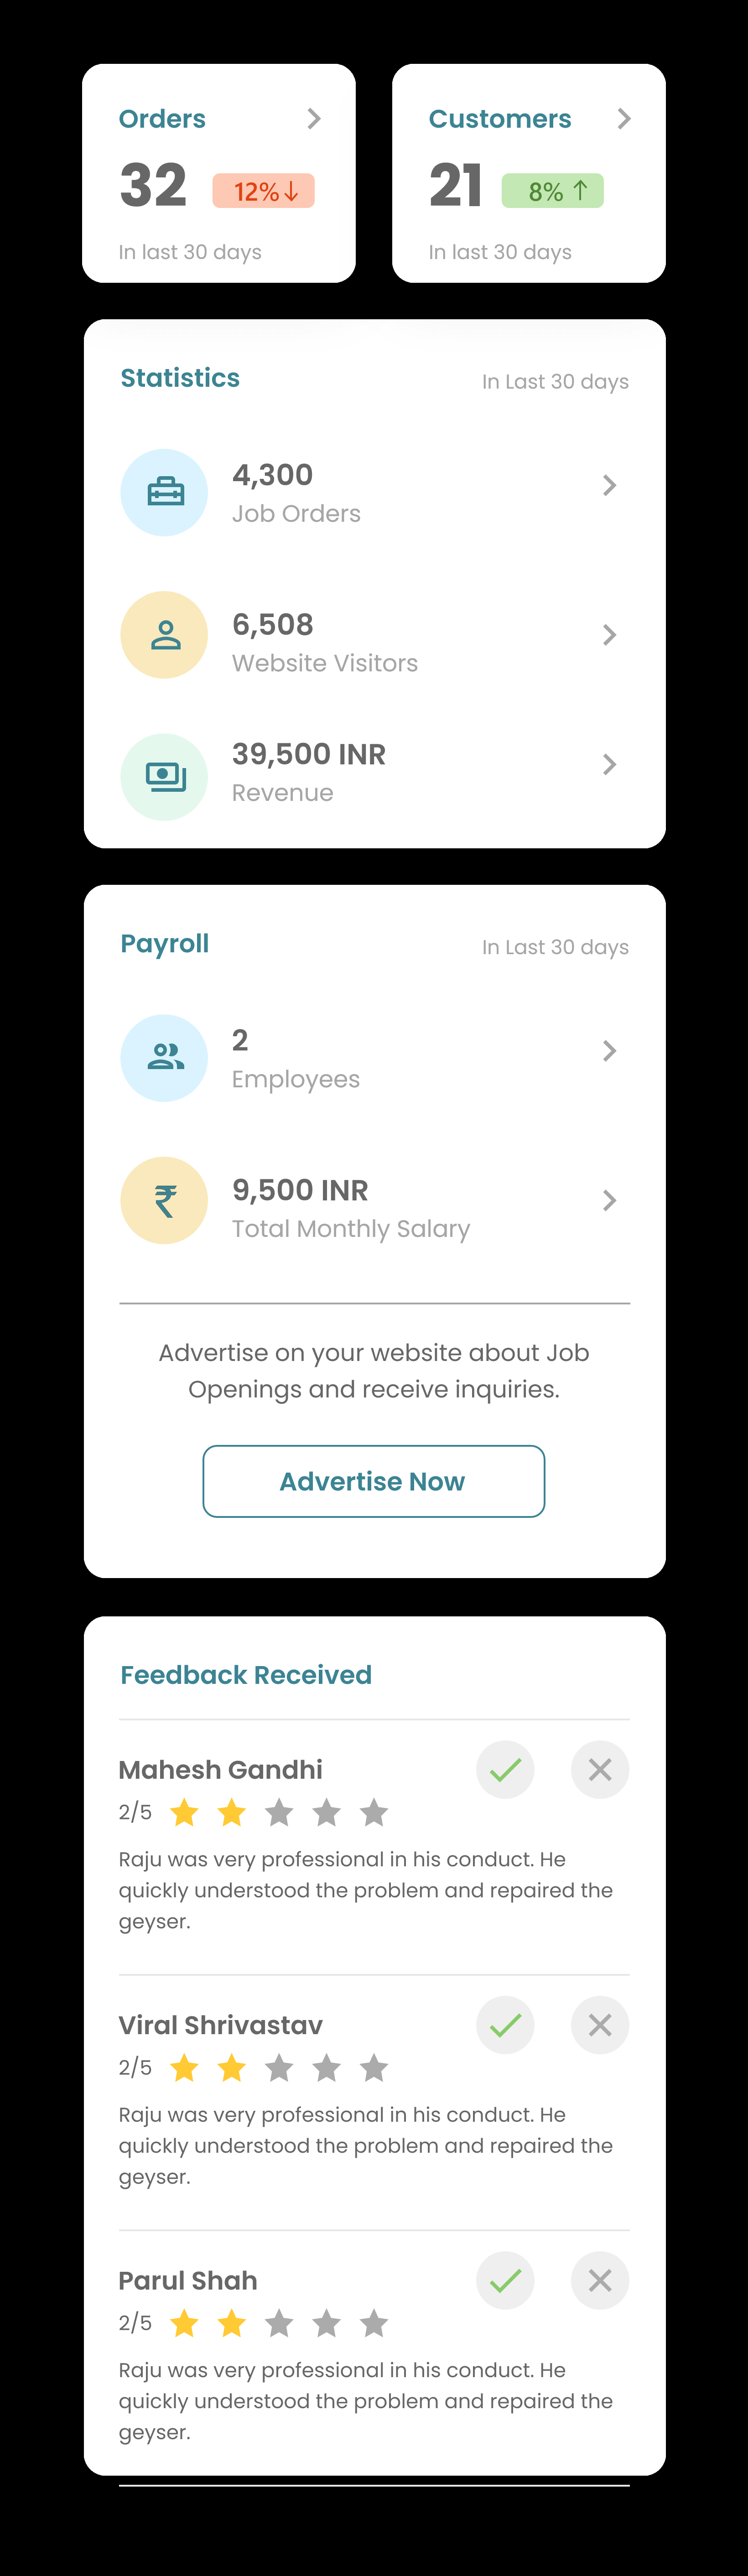 Orders
32 12%↓
In last 30 days
Customers
21 8% ↑
In last 30 days
Statistics
In Last 30 days
4,300
Job Orders
6,508
Website Visitors
39,500 INR
Revenue
Payroll
In Last 30 days
2
Employees
₹
9,500 INR
Total Monthly Salary
Advertise on your website about Job
Openings and receive inquiries.
Advertise Now
Feedback Received
Mahesh Gandhi
2/5
Raju was very professional in his conduct. He
quickly understood the problem and repaired the
geyser.
Viral Shrivastav
2/5
Raju was very professional in his conduct. He
quickly understood the problem and repaired the
geyser.
Parul Shah
2/5
Raju was very professional in his conduct. He
quickly understood the problem and repaired the
geyser.